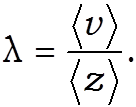 λ = ⟨v⟩ / ⟨z⟩.